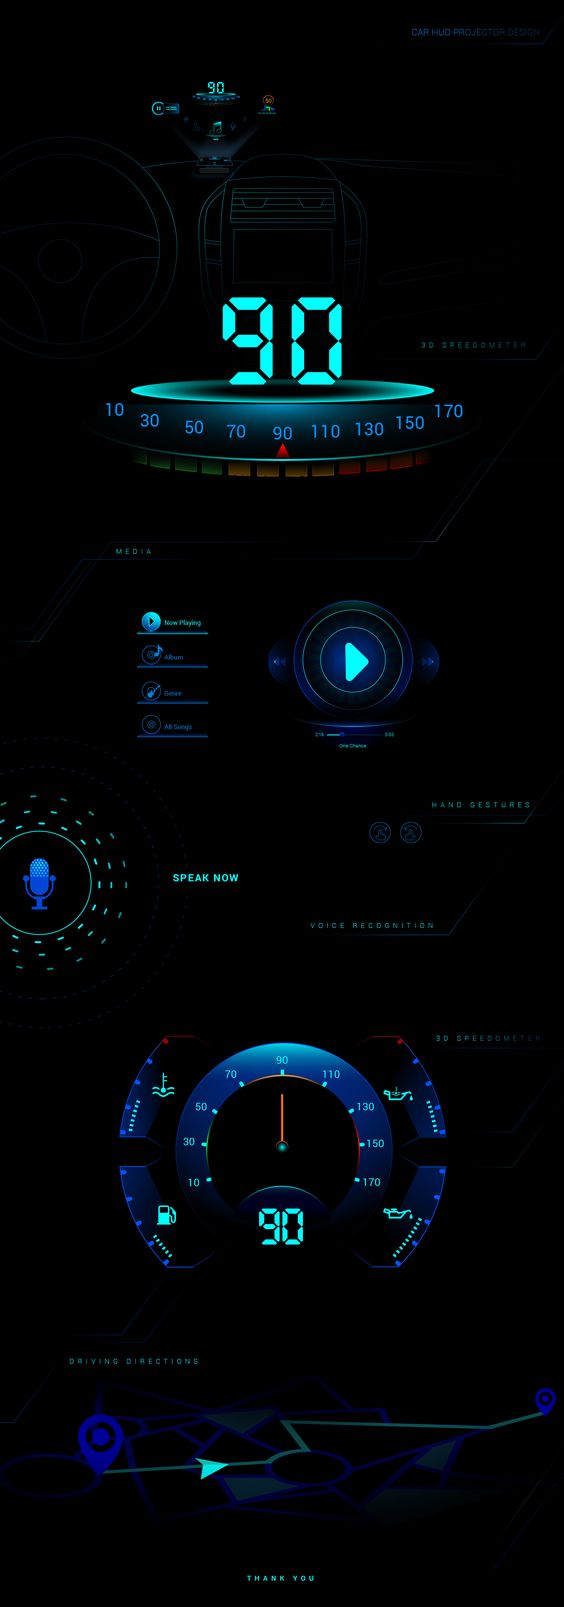 CAR HUD PROJECTOR DESIGN
90
50
90
3D SPEEDOMETER
10 30 50 70 90 110 130 150 170
MEDIA
Now Playing
Album
Genre
All Songs
2:18 3:03
One Chance
HAND GESTURES
SPEAK NOW
VOICE RECOGNITION
3D SPEEDOMETER
10 30 50 70 90 110 130 150 170
90
DRIVING DIRECTIONS
THANK YOU